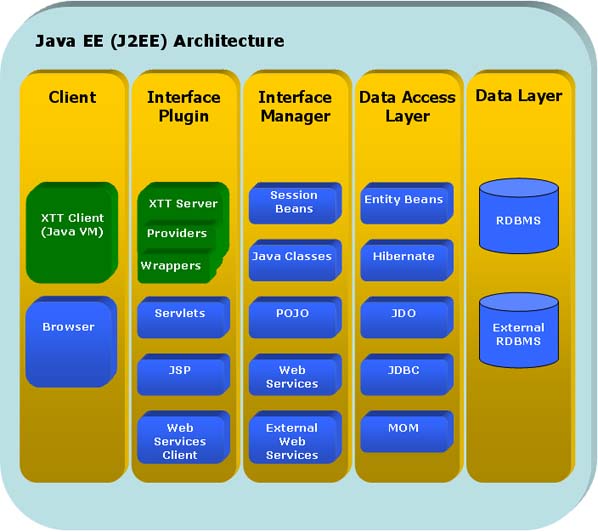 Java EE (J2EE) Architecture
Client
XTT Client
(Java VM)
Browser
Interface
Plugin
XTT Server
Providers
Wrappers
Servlets
JSP
Web
Services
Client
Interface
Manager
Session
Beans
Java Classes
POJO
Web
Services
External
Web
Services
Data Access
Layer
Entity Beans
Hibernate
JDO
JDBC
MOM
Data Layer
RDBMS
External
RDBMS